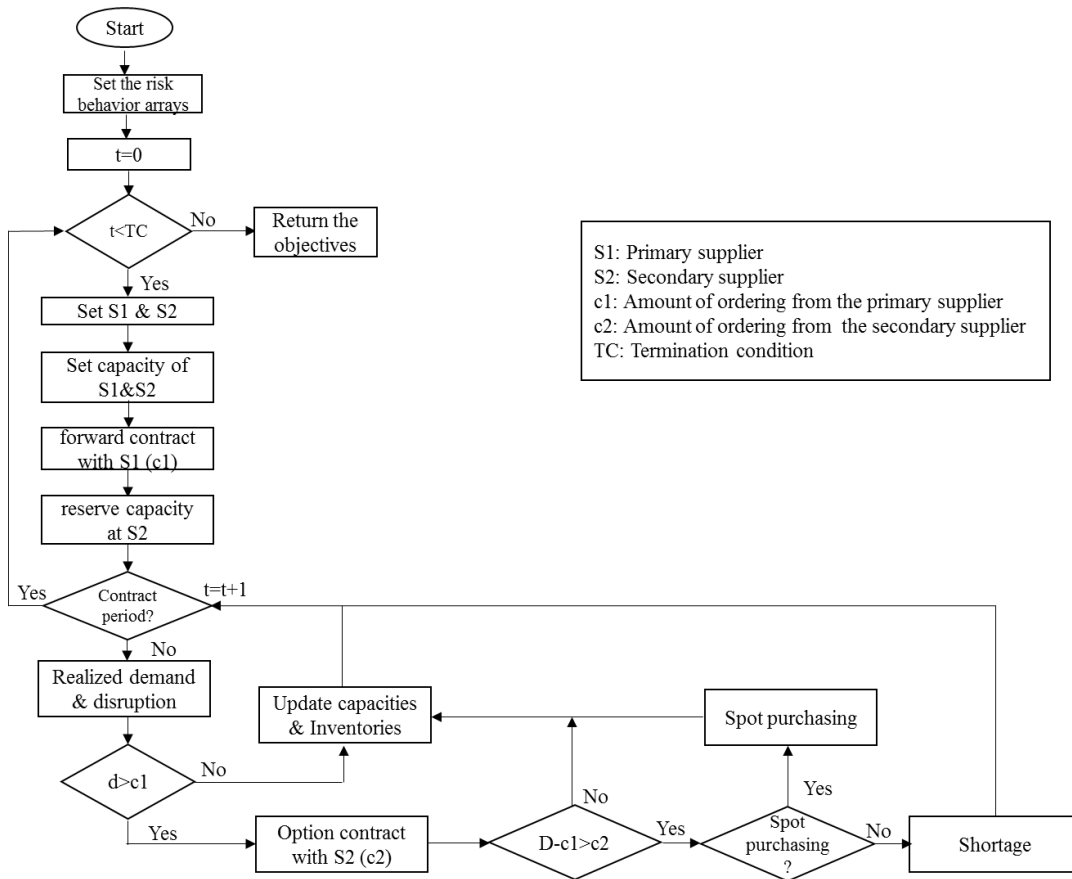 Start
Set the risk
behavior arrays
t=0
t<TC
No
Return the
objectives
Yes
Set S1 & S2
Set capacity of
S1&S2
forward contract
with S1 (c1)
reserve capacity
at S2
Yes
Contract
period?
t=t+1
No
Realized demand
& disruption
Update capacities
& Inventories
Spot purchasing
d>c1
No
Yes
Option contract
with S2 (c2)
D-c1>c2
No
Yes
Spot
purchasing
?
Yes
No
Shortage
S1: Primary supplier
S2: Secondary supplier
c1: Amount of ordering from the primary supplier
c2: Amount of ordering from  the secondary supplier
TC: Termination condition